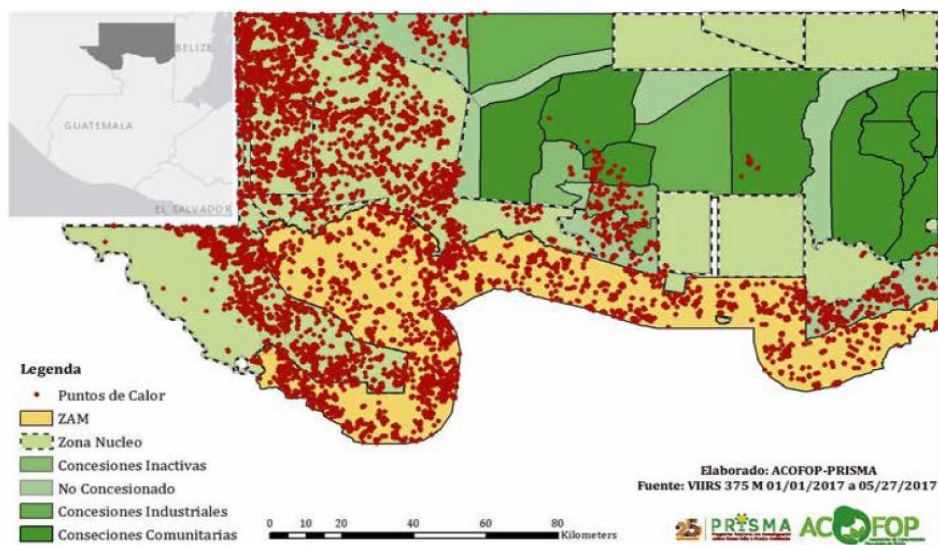 BELIZE
GUATEMALA
EL SALVADOR
Legenda
Puntos de Calor
ZAM
Zona Nucleo
Concesiones Inactivas
No Concesionado
Concesiones Industriales
Conseciones Comunitarias
0 10 20 40 60 80
Kilometers
Elaborado: ACOFOP-PRISMA
Fuente: VIIRS 375 M 01/01/2017 a 05/27/2017
25 PRISMA
ACOFOP